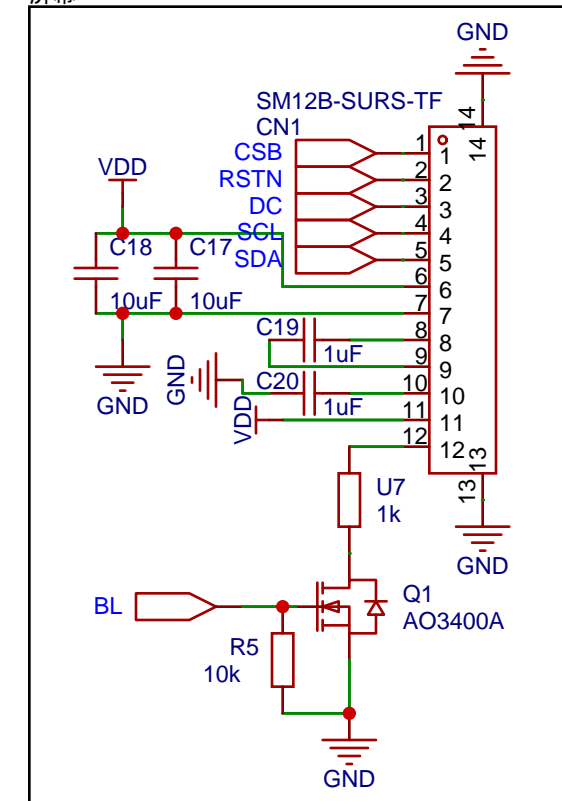 GND
SM12B-SURS-TF
CN1
14
14
CSB
1
1
RSTN
2
2
DC
3
3
SCL
4
4
SDA
5
5
VDD
C18
C17
6
6
10uF
10uF
7
7
GND
C19
1uF
8
8
9
9
GND
C20
1uF
10
10
VDD
11
11
12
12
13
13
GND
U7
1k
BL
Q1
AO3400A
R5
10k
GND